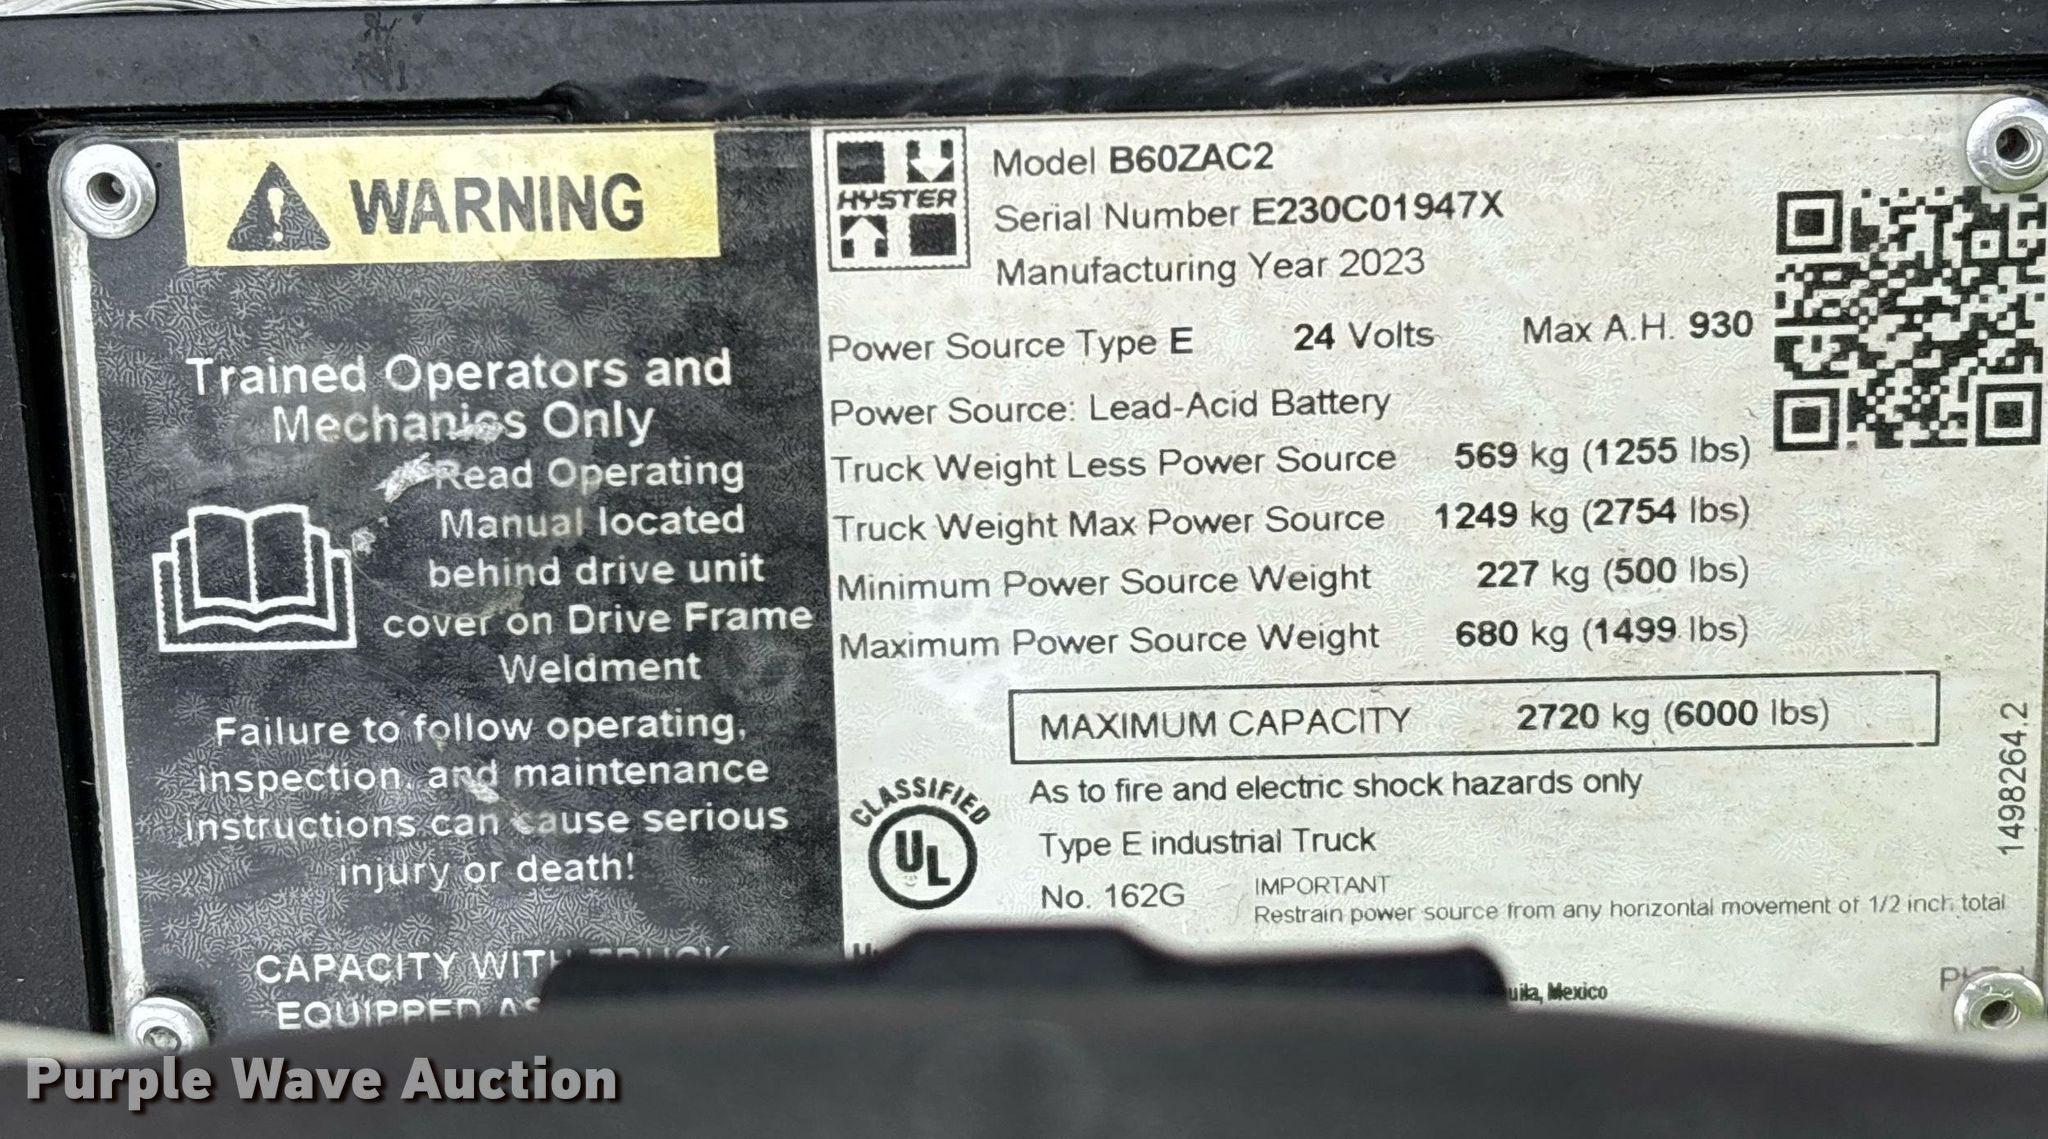 WARNING
Trained Operators and
Mechanics Only
Read Operating
Manual located
behind drive unit
cover on Drive Frame
Weldment
Failure to follow operating,
inspection, and maintenance
instructions can cause serious
injury or death!
CAPACITY WITH TRUCK
EQUIPPED AS
HYSTER
Model B60ZAC2
Serial Number E230C01947X
Manufacturing Year 2023
Power Source Type E 24 Volts Max A.H. 930
Power Source: Lead-Acid Battery
Truck Weight Less Power Source 569 kg (1255 lbs)
Truck Weight Max Power Source 1249 kg (2754 lbs)
Minimum Power Source Weight 227 kg (500 lbs)
Maximum Power Source Weight 680 kg (1499 lbs)
MAXIMUM CAPACITY 2720 kg (6000 lbs)
CLASSIFIED
UL
As to fire and electric shock hazards only
Type E industrial Truck
No. 162G
IMPORTANT
Restrain power source from any horizontal movement of 1/2 inch total
Mexico
1498264.2
Purple Wave Auction